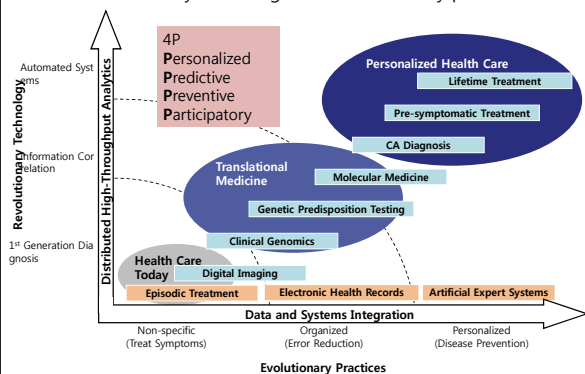 4P
Personalized
Predictive
Preventive
Participatory
Automated Syst
ems
Information Cor
relation
1st Generation Dia
gnosis
Revolutionary Technology
Distributed High-Throughput Analytics
Personalized Health Care
Lifetime Treatment
Pre-symptomatic Treatment
CA Diagnosis
Translational
Medicine
Molecular Medicine
Genetic Predisposition Testing
Clinical Genomics
Health Care
Today
Digital Imaging
Episodic Treatment
Electronic Health Records
Artificial Expert Systems
Data and Systems Integration
Non-specific
(Treat Symptoms)
Organized
(Error Reduction)
Personalized
(Disease Prevention)
Evolutionary Practices